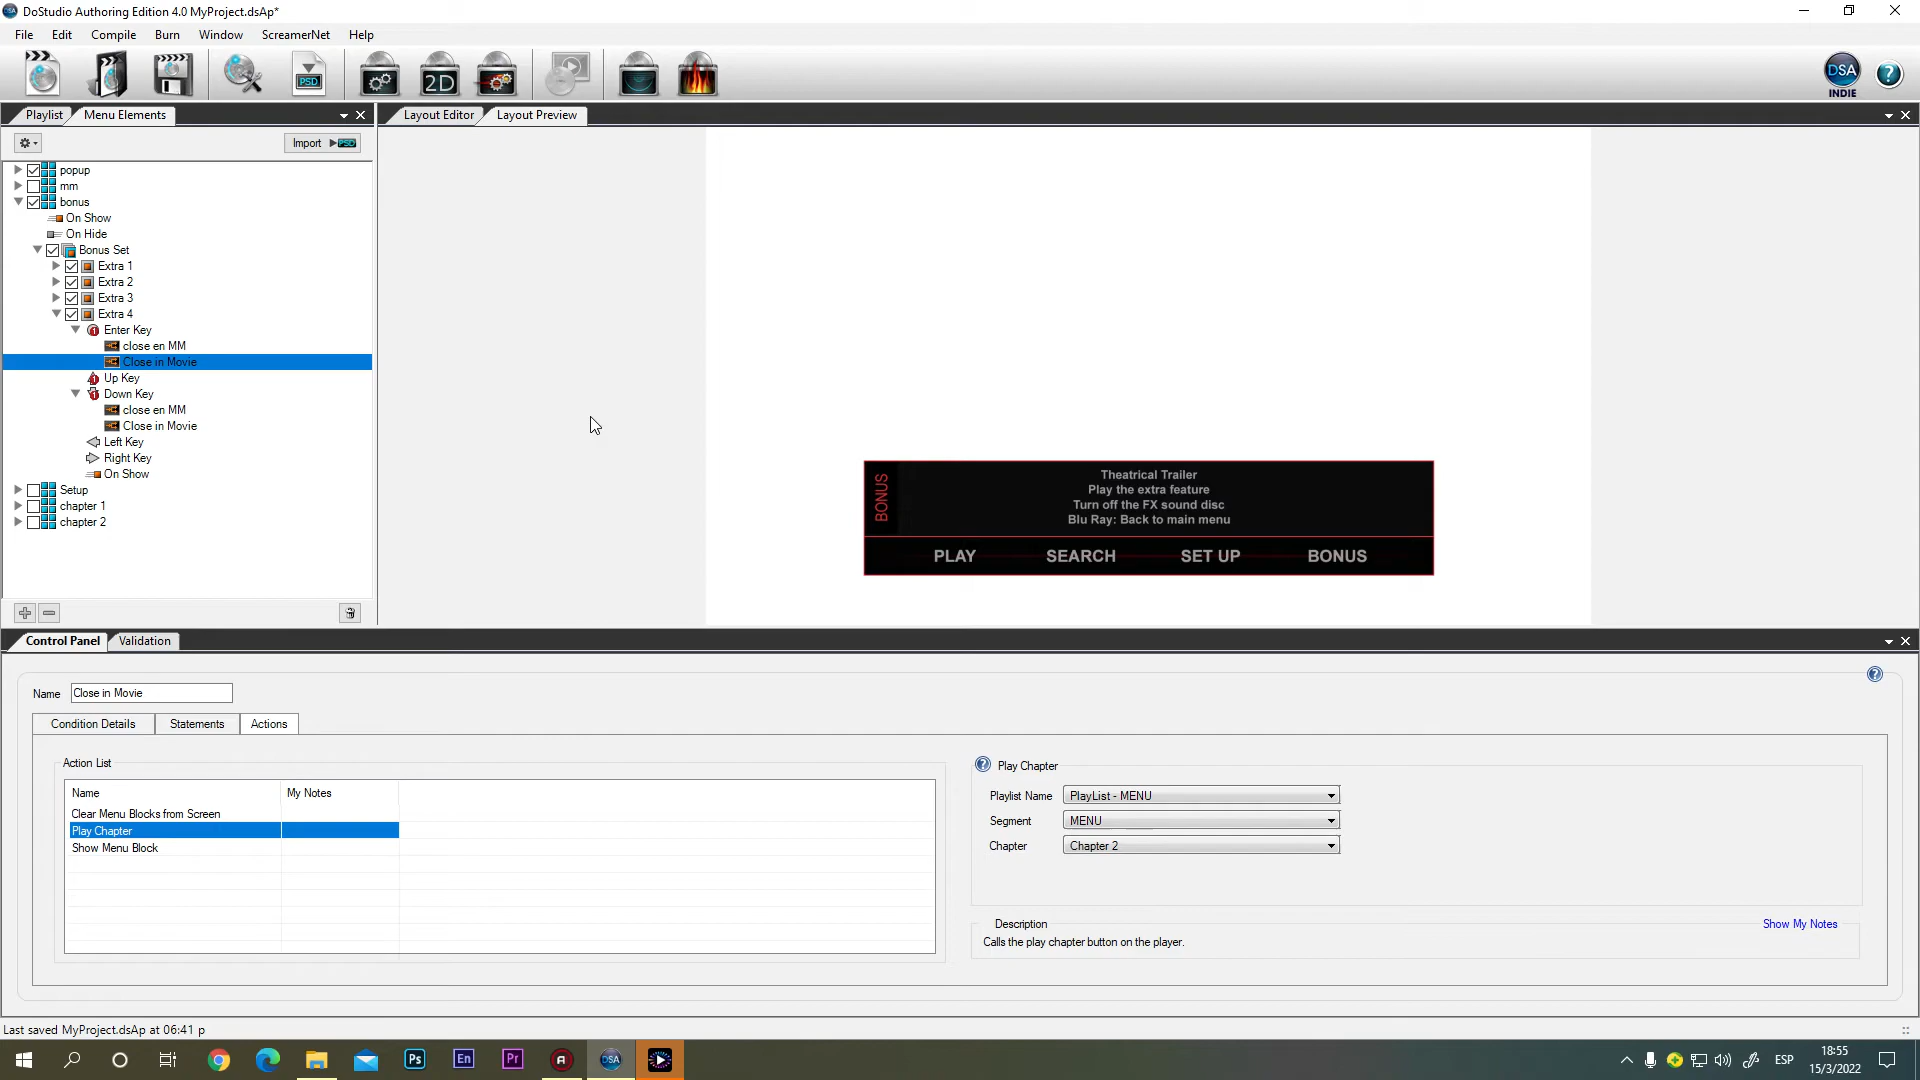 DoStudio Authoring Edition 4.0 MyProject.dsAp*
File Edit Compile Burn Window ScreamerNet Help
PSD
2D
DSA
INDIE
?
Playlist Menu Elements
Layout Editor Layout Preview
Import PSD
popup
mm
bonus
On Show
On Hide
Bonus Set
Extra 1
Extra 2
Extra 3
Extra 4
Enter Key
close en MM
Close in Movie
Up Key
Down Key
close en MM
Close in Movie
Left Key
Right Key
On Show
Setup
chapter 1
chapter 2
BONUS
Theatrical Trailer
Play the extra feature
Turn off the FX sound disc
Blu Ray: Back to main menu
PLAY SEARCH SET UP BONUS
Control Panel Validation
Name Close in Movie
Condition Details Statements Actions
Action List
Name My Notes
Clear Menu Blocks from Screen
Play Chapter
Show Menu Block
Play Chapter
Playlist Name PlayList - MENU
Segment MENU
Chapter Chapter 2
Description Show My Notes
Calls the play chapter button on the player.
Last saved MyProject.dsAp at 06:41 p
Ps En Pr DSA
ESP
18:55
15/3/2022